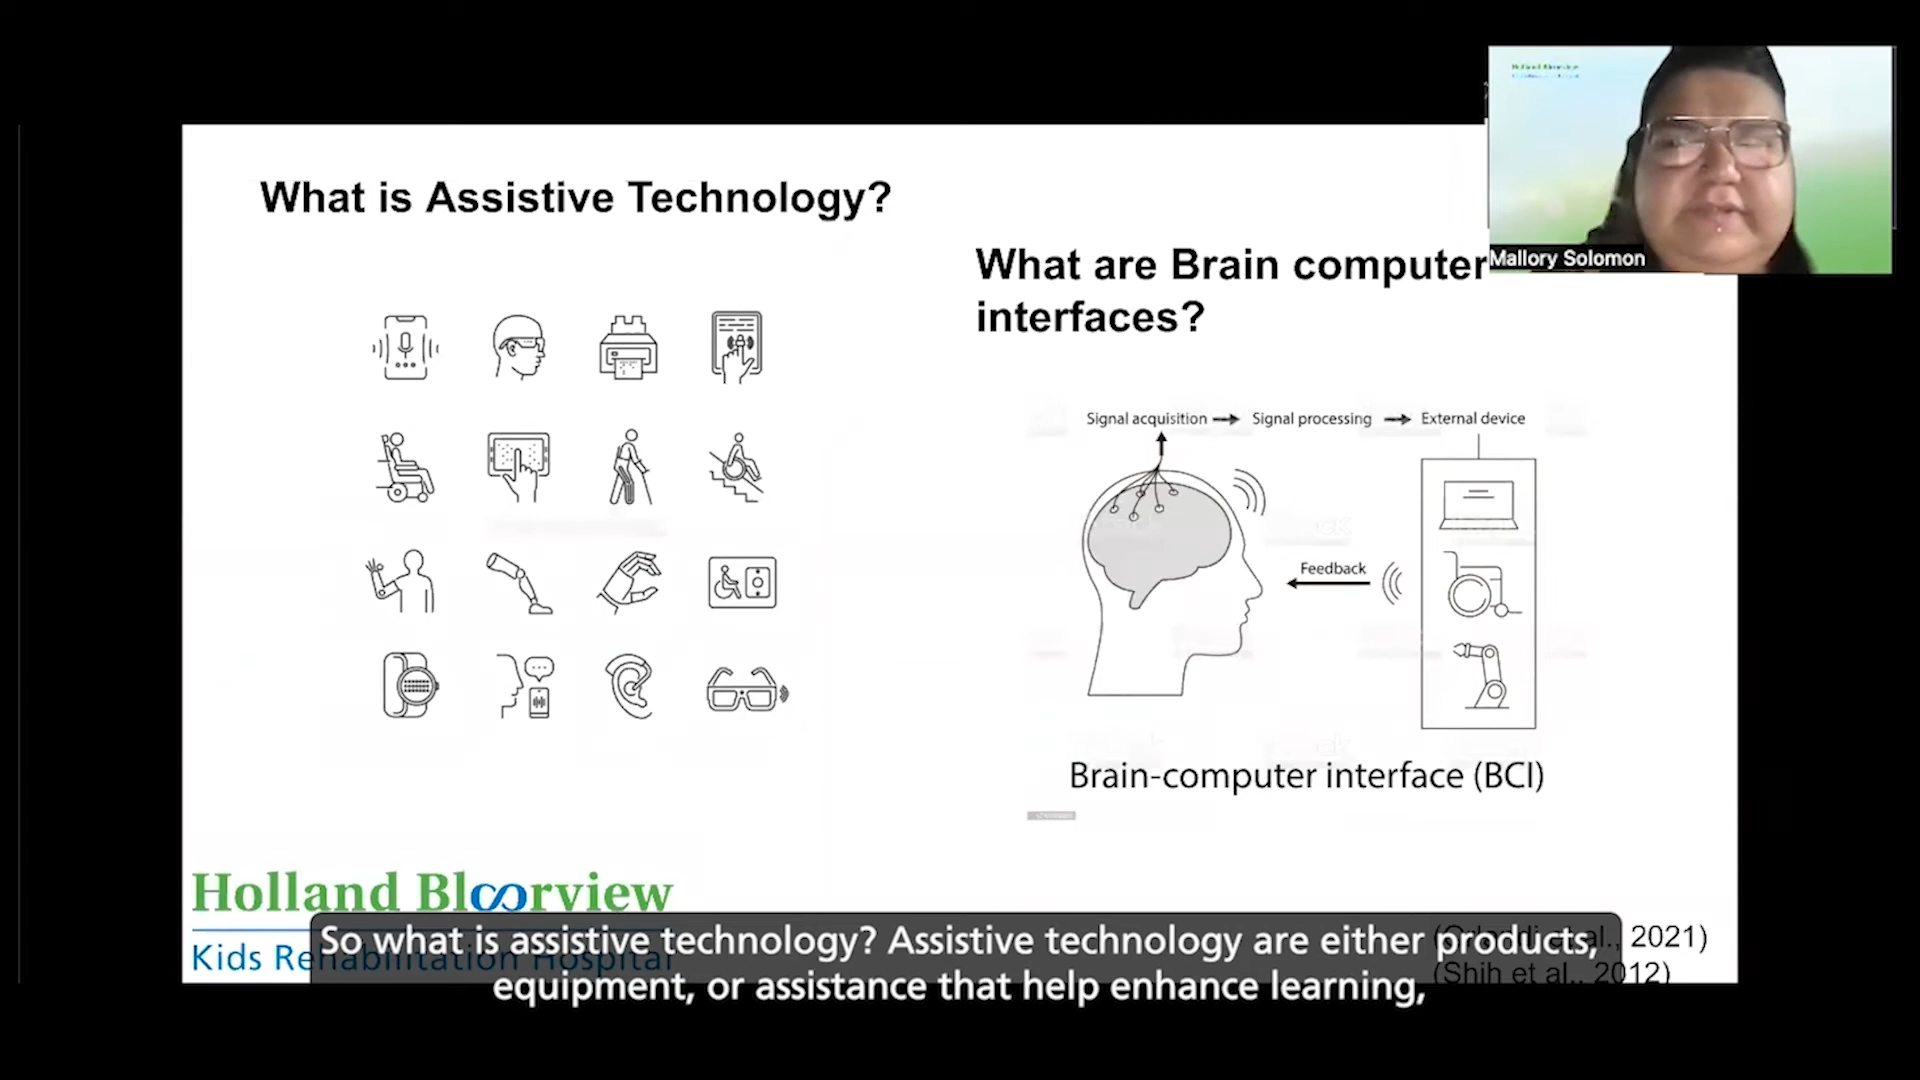 What is Assistive Technology?
What are Brain computer
interfaces?
Mallory Solomon
Signal acquisition
Signal processing
External device
Feedback
Brain-computer interface (BCI)
Holland Bloorview
Kids Rehabilitation Hospital
et al., 2021)
(Shih et al., 2012)
So what is assistive technology? Assistive technology are either products,
equipment, or assistance that help enhance learning,